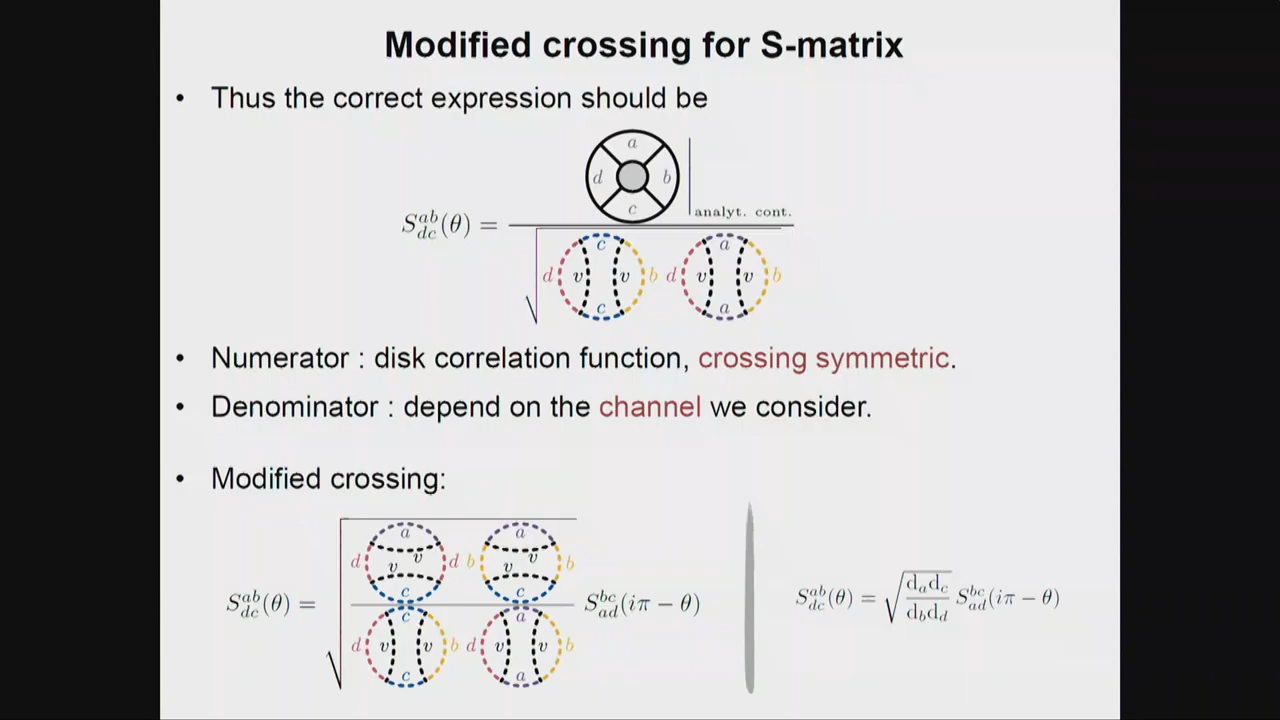 Modified crossing for S-matrix
• Thus the correct expression should be
a
d b
c
analyt. cont.
S^{ab}_{dc}(θ) =
c a
d v v b d v v b
c a
• Numerator : disk correlation function, crossing symmetric.
• Denominator : depend on the channel we consider.
• Modified crossing:
a a
d v v d b v v b
c c
S^{ab}_{dc}(θ) = √ S^{bc}_{ad}(iπ − θ)
c a
d v v b d v v b
c a
S^{ab}_{dc}(θ) = √(d_a d_c / d_b d_d) S^{bc}_{ad}(iπ − θ)